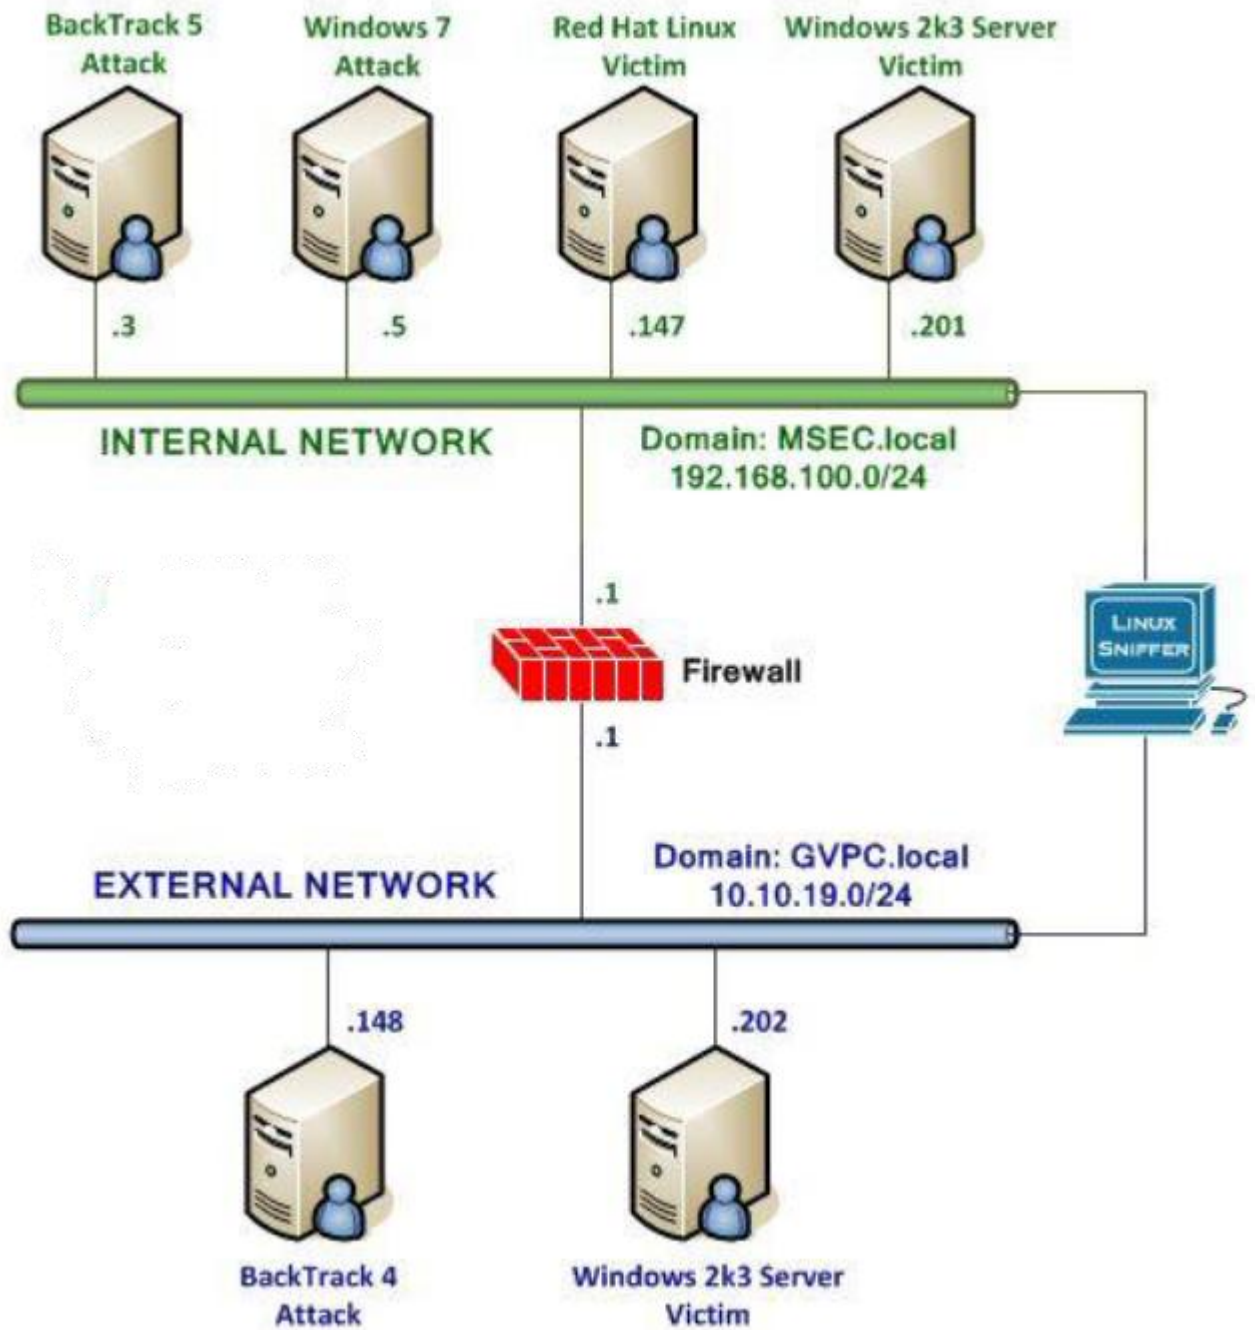 BackTrack 5
Attack
Windows 7
Attack
Red Hat Linux
Victim
Windows 2k3 Server
Victim
.3
.5
.147
.201
INTERNAL NETWORK
Domain: MSEC.local
192.168.100.0/24
.1
Firewall
LINUX
SNIFFER
.1
EXTERNAL NETWORK
Domain: GVPC.local
10.10.19.0/24
.148
.202
BackTrack 4
Attack
Windows 2k3 Server
Victim